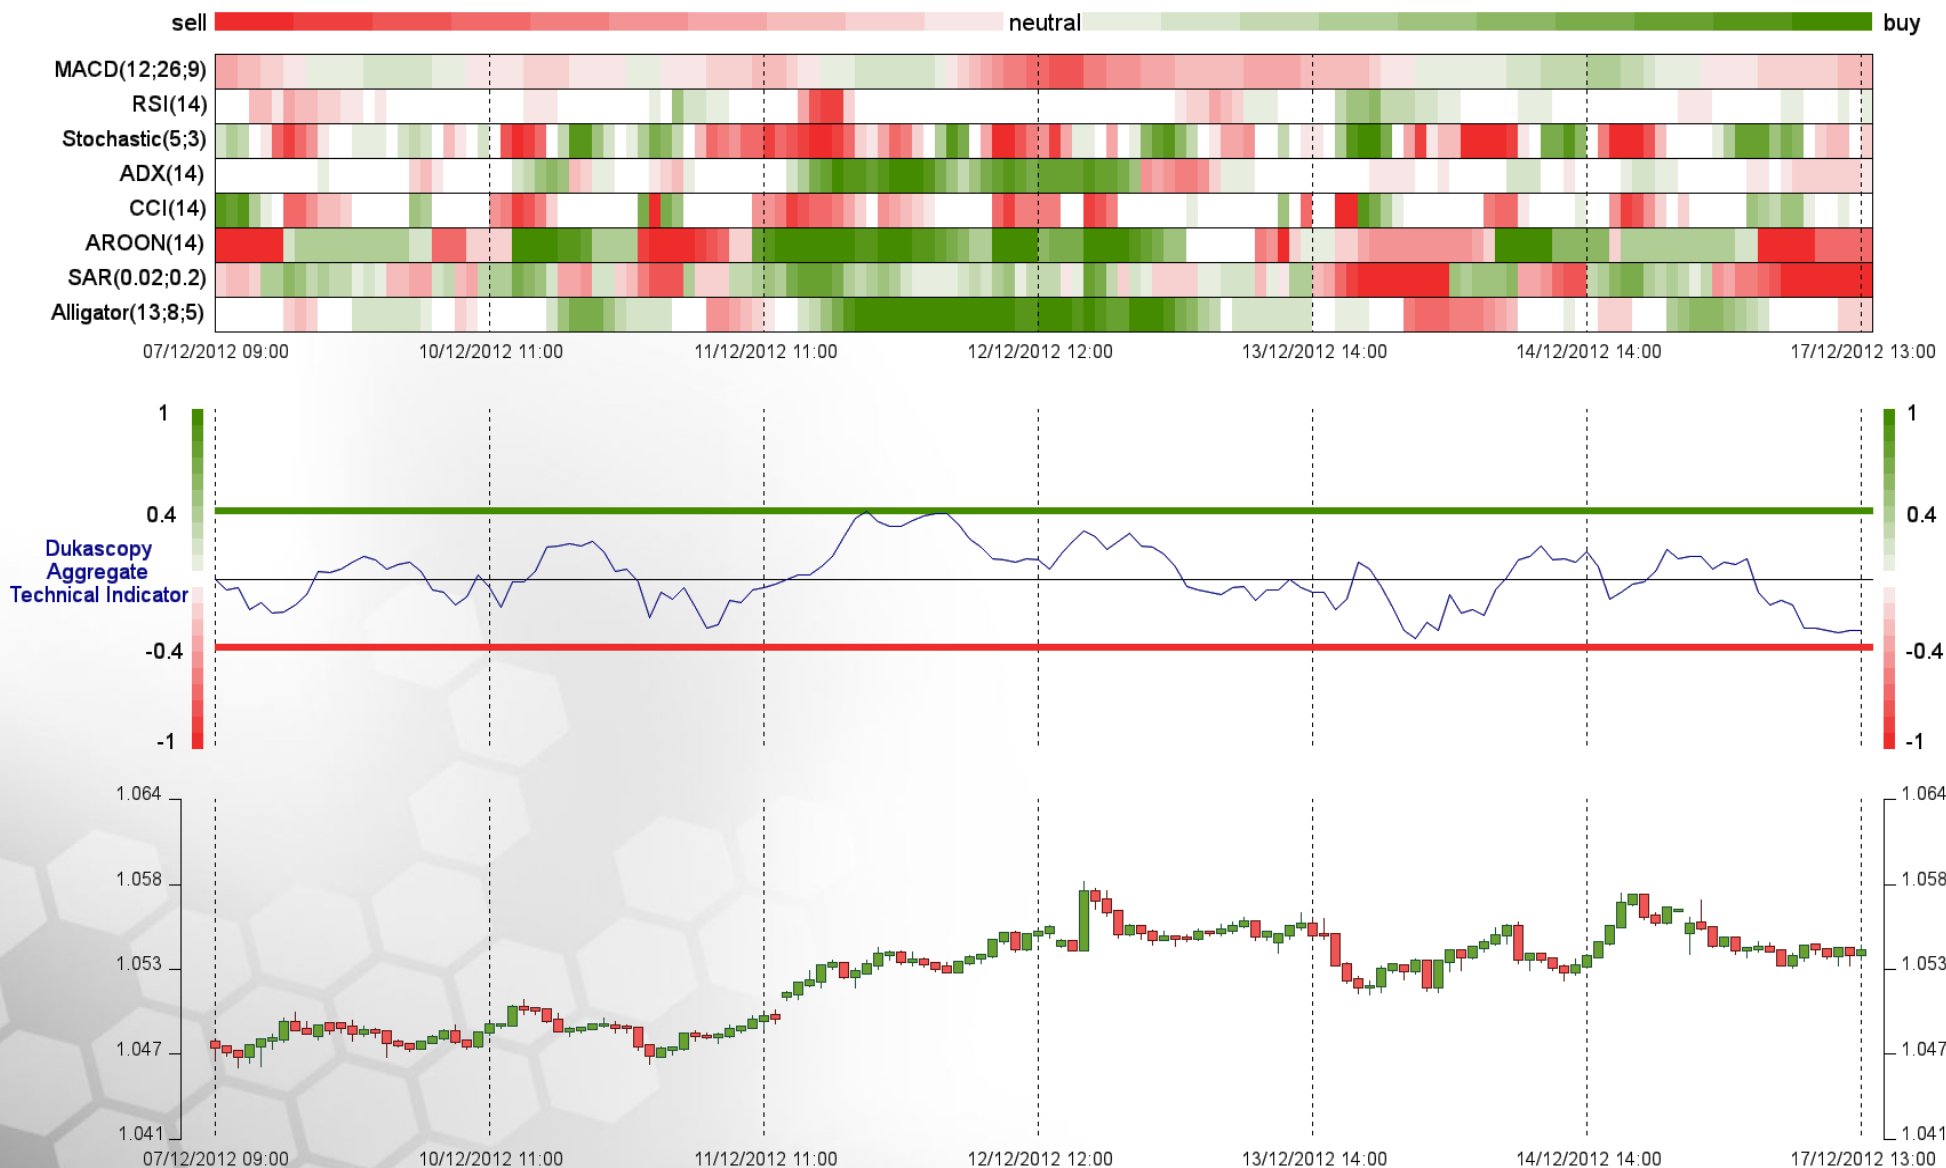 sell neutral buy
MACD(12;26;9)
RSI(14)
Stochastic(5;3)
ADX(14)
CCI(14)
AROON(14)
SAR(0.02;0.2)
Alligator(13;8;5)
07/12/2012 09:00 10/12/2012 11:00 11/12/2012 11:00 12/12/2012 12:00 13/12/2012 14:00 14/12/2012 14:00 17/12/2012 13:00
1 1
0.4 0.4
Dukascopy
Aggregate
Technical Indicator
-0.4 -0.4
-1 -1
1.064 1.064
1.058 1.058
1.053 1.053
1.047 1.047
1.041 1.041
07/12/2012 09:00 10/12/2012 11:00 11/12/2012 11:00 12/12/2012 12:00 13/12/2012 14:00 14/12/2012 14:00 17/12/2012 13:00